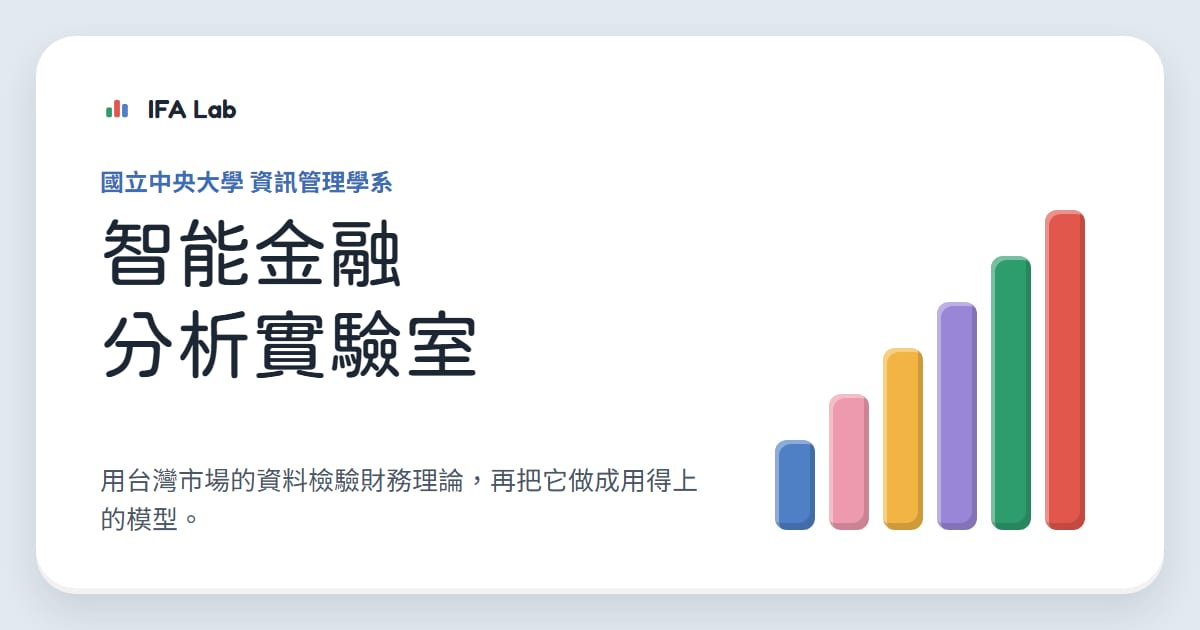 IFA Lab
國立中央大學 資訊管理學系
智能金融
分析實驗室
用台灣市場的資料檢驗財務理論，再把它做成用得上
的模型。